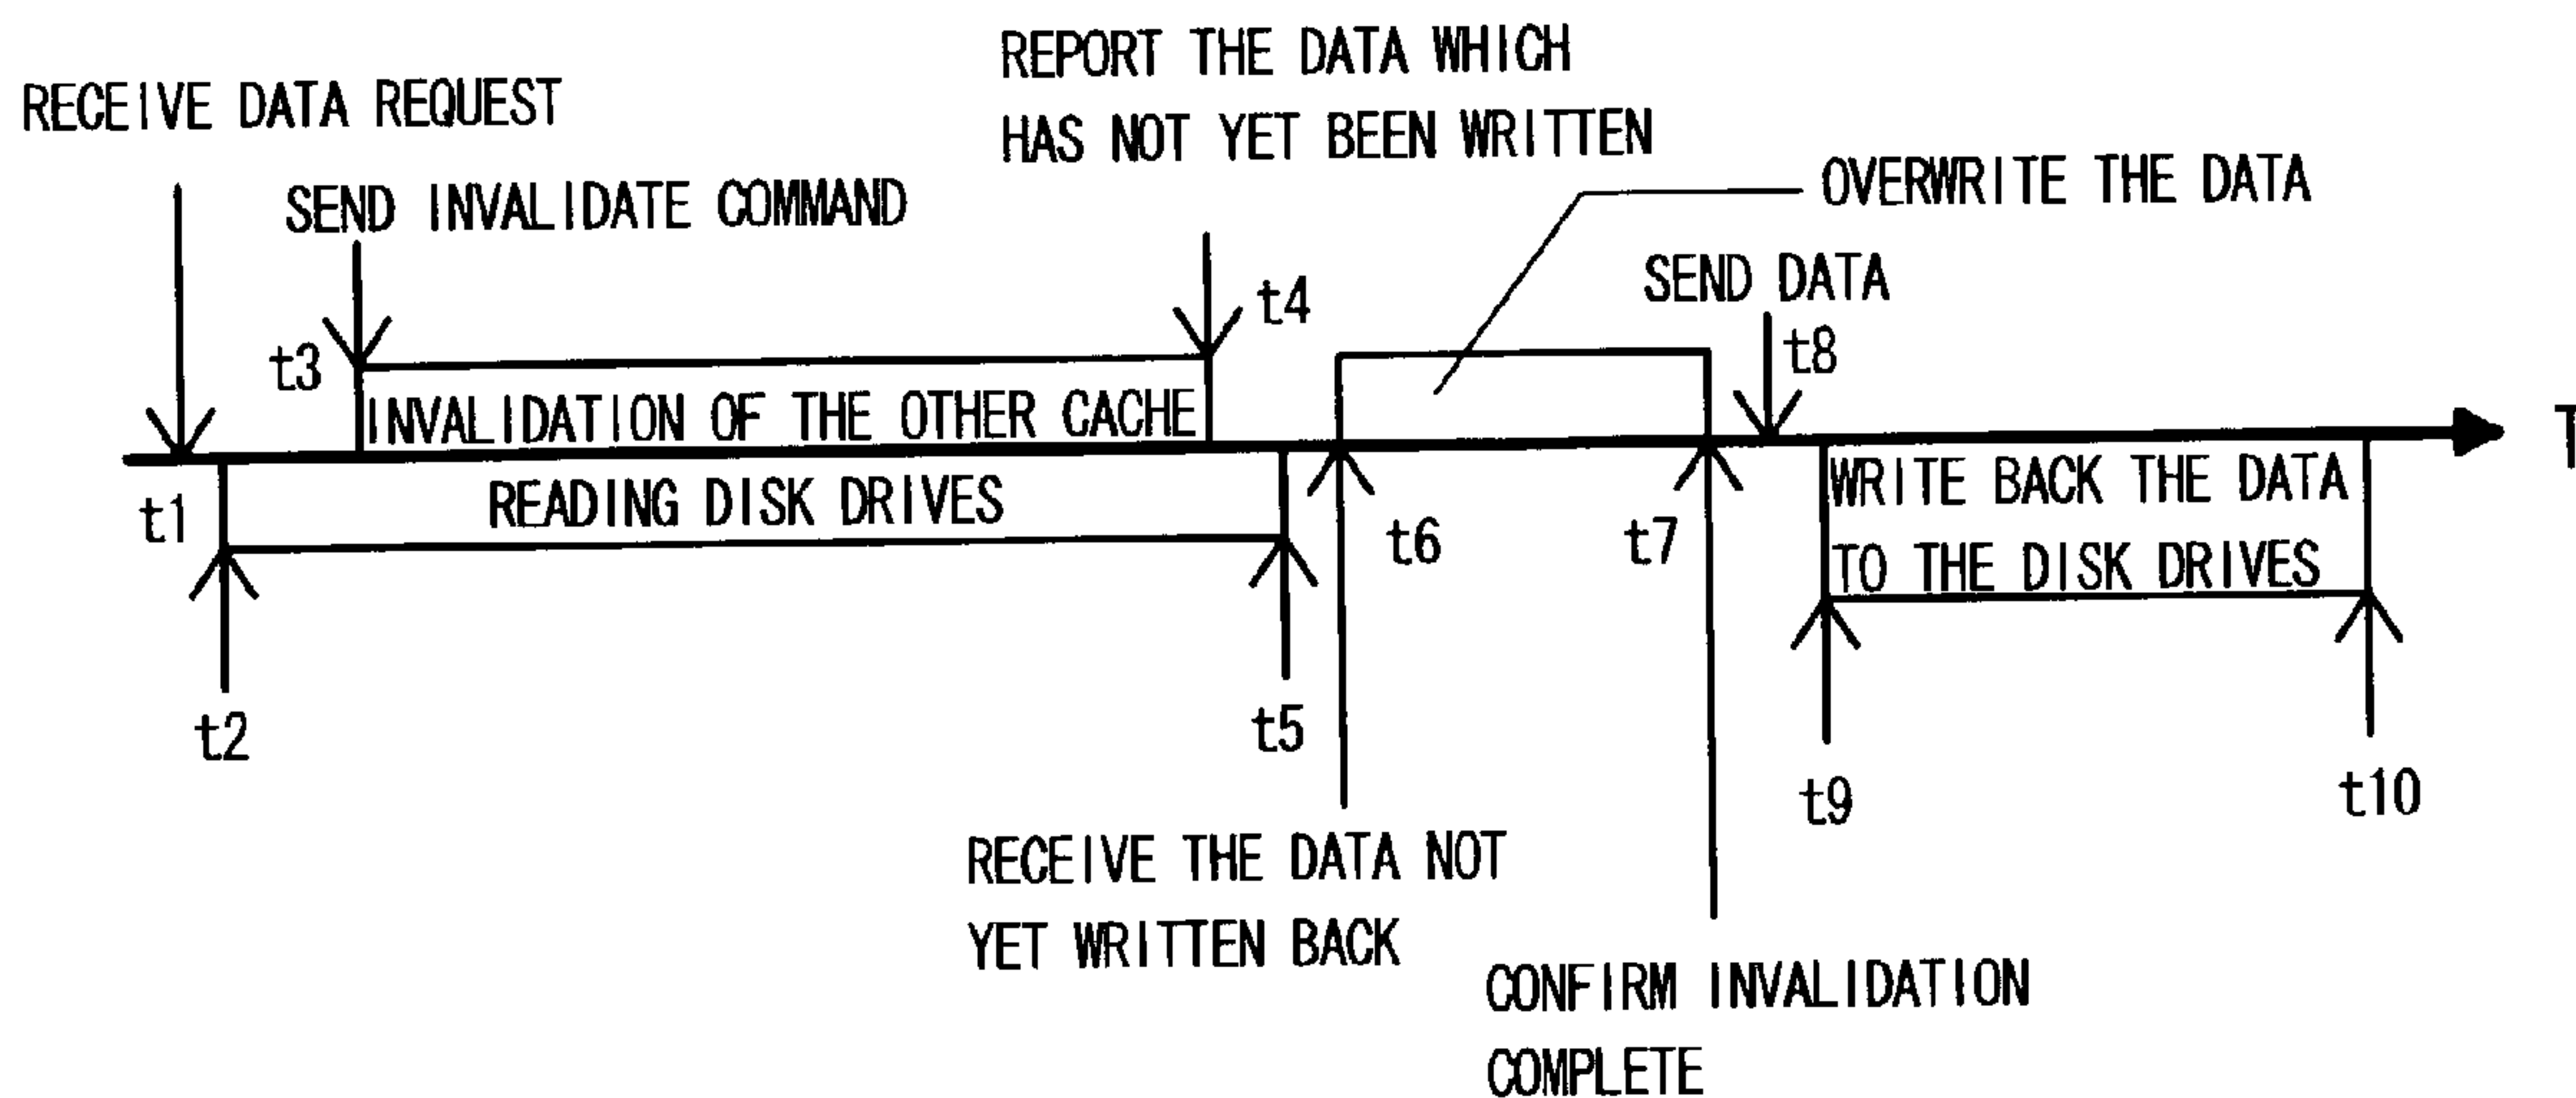 REPORT THE DATA WHICH
HAS NOT YET BEEN WRITTEN
RECEIVE DATA REQUEST
SEND INVALIDATE COMMAND
OVERWRITE THE DATA
SEND DATA
t4
t8
t3
INVALIDATION OF THE OTHER CACHE
T
READING DISK DRIVES
WRITE BACK THE DATA
TO THE DISK DRIVES
t1
t6
t7
t2
t5
t9
t10
RECEIVE THE DATA NOT
YET WRITTEN BACK
CONFIRM INVALIDATION
COMPLETE